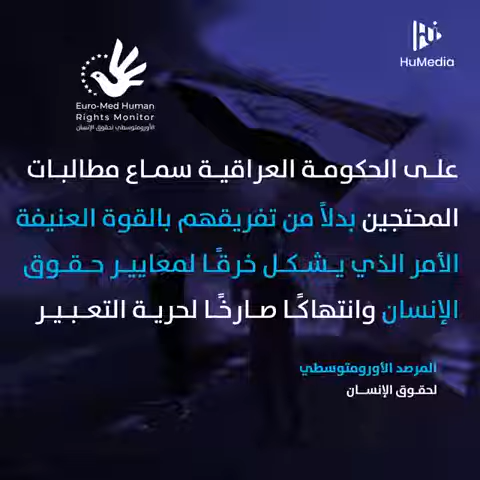 HuMedia
Euro-Med Human
Rights Monitor
الأورومتوسطي لحقوق الإنسان
على الحكومة العراقية سماع مطالبات
المحتجين بدلاً من تفريقهم بالقوة العنيفة
الأمر الذي يشكل خرقًا لمعايير حقوق
الإنسان وانتهاكًا صارخًا لحرية التعبير
المرصد الأورومتوسطي
لحقوق الإنسان